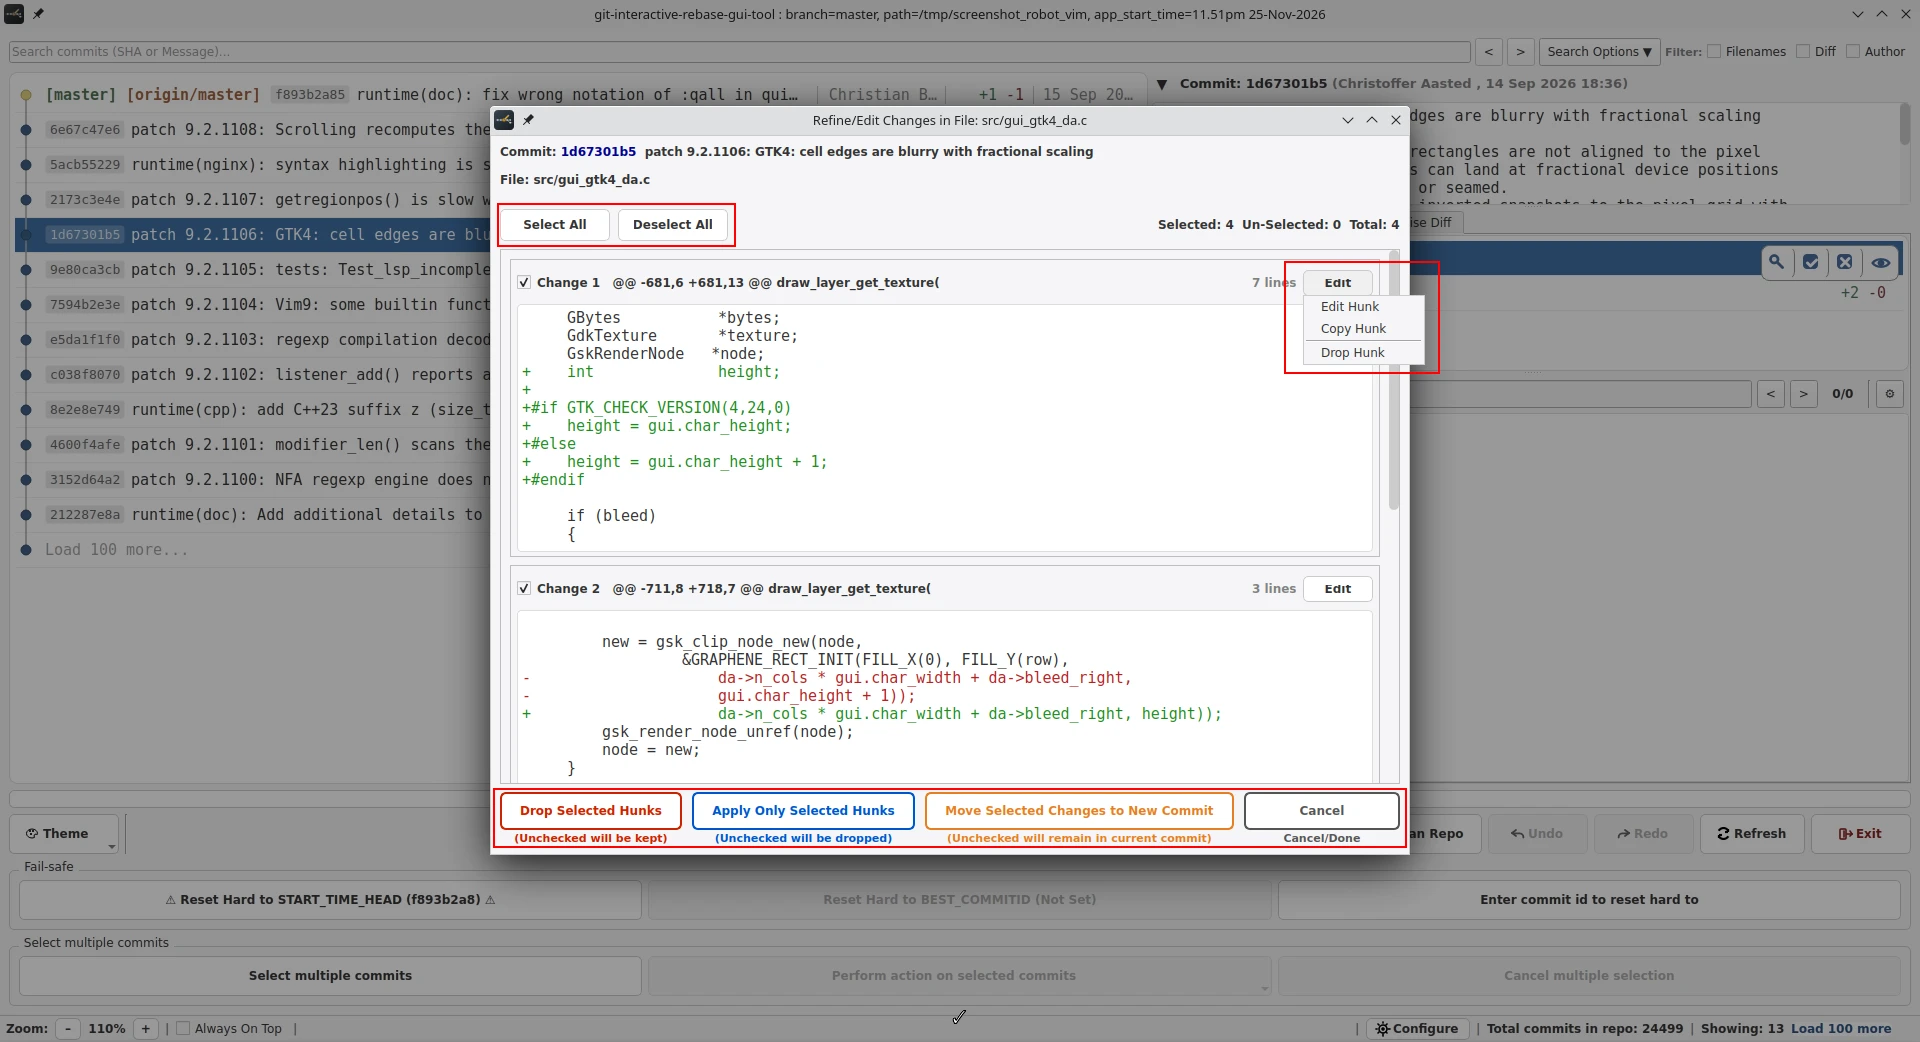 git-interactive-rebase-gui-tool : branch=master, path=/tmp/screenshot_robot_vim, app_start_time=11.51pm 25-Nov-2026
Search commits (SHA or Message)...
< > Search Options ▼ Filter: Filenames Diff Author
[master] [origin/master] f893b2a85 runtime(doc): fix wrong notation of :qall in qui… Christian B… +1 -1 15 Sep 20…
▼ Commit: 1d67301b5 (Christoffer Aasted , 14 Sep 2026 18:36)
6e67c47e6 patch 9.2.1108: Scrolling recomputes the
5acb55229 runtime(nginx): syntax highlighting is s
2173c3e4e patch 9.2.1107: getregionpos() is slow w
1d67301b5 patch 9.2.1106: GTK4: cell edges are blu
9e80ca3cb patch 9.2.1105: tests: Test_lsp_incomple
7594b2e3e patch 9.2.1104: Vim9: some builtin funct
e5da1f1f0 patch 9.2.1103: regexp compilation decod
c038f8070 patch 9.2.1102: listener_add() reports a
8e2e8e749 runtime(cpp): add C++23 suffix z (size_t
4600f4afe patch 9.2.1101: modifier_len() scans the
3152d64a2 patch 9.2.1100: NFA regexp engine does n
212287e8a runtime(doc): Add additional details to
Load 100 more...
dges are blurry with fractional scaling
rectangles are not aligned to the pixel
s can land at fractional device positions
or seamed.
inverted snapshots to the pixel grid with
ise Diff
+2 -0
< > 0/0
Refine/Edit Changes in File: src/gui_gtk4_da.c
Commit: 1d67301b5 patch 9.2.1106: GTK4: cell edges are blurry with fractional scaling
File: src/gui_gtk4_da.c
Select All Deselect All Selected: 4 Un-Selected: 0 Total: 4
Change 1 @@ -681,6 +681,13 @@ draw_layer_get_texture( 7 lines Edit
Edit Hunk
Copy Hunk
Drop Hunk
GBytes *bytes;
GdkTexture *texture;
GskRenderNode *node;
+ int height;
+
+#if GTK_CHECK_VERSION(4,24,0)
+ height = gui.char_height;
+#else
+ height = gui.char_height + 1;
+#endif
if (bleed)
{
Change 2 @@ -711,8 +718,7 @@ draw_layer_get_texture( 3 lines Edit
new = gsk_clip_node_new(node,
&GRAPHENE_RECT_INIT(FILL_X(0), FILL_Y(row),
- da->n_cols * gui.char_width + da->bleed_right,
- gui.char_height + 1));
+ da->n_cols * gui.char_width + da->bleed_right, height));
gsk_render_node_unref(node);
node = new;
}
Drop Selected Hunks Apply Only Selected Hunks Move Selected Changes to New Commit Cancel
(Unchecked will be kept) (Unchecked will be dropped) (Unchecked will remain in current commit) Cancel/Done
Theme an Repo Undo Redo Refresh Exit
Fail-safe
⚠ Reset Hard to START_TIME_HEAD (f893b2a8) ⚠ Reset Hard to BEST_COMMITID (Not Set) Enter commit id to reset hard to
Select multiple commits
Select multiple commits Perform action on selected commits Cancel multiple selection
Zoom: - 110% + | Always On Top | | Configure | Total commits in repo: 24499 | Showing: 13 Load 100 more